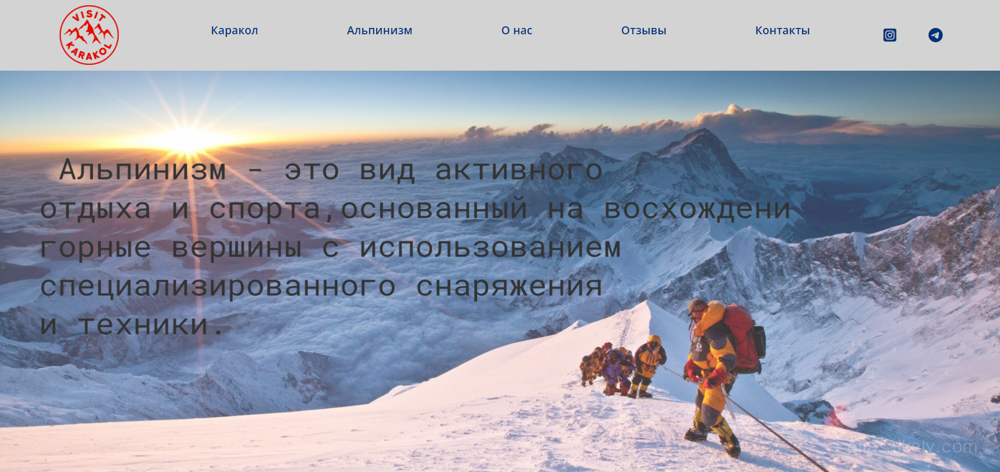 VISIT
KARAKOL
Каракол
Альпинизм
О нас
Отзывы
Контакты
Альпинизм - это вид активного
отдыха и спорта,основанный на восхождени
горные вершины с использованием
специализированного снаряжения
и техники.